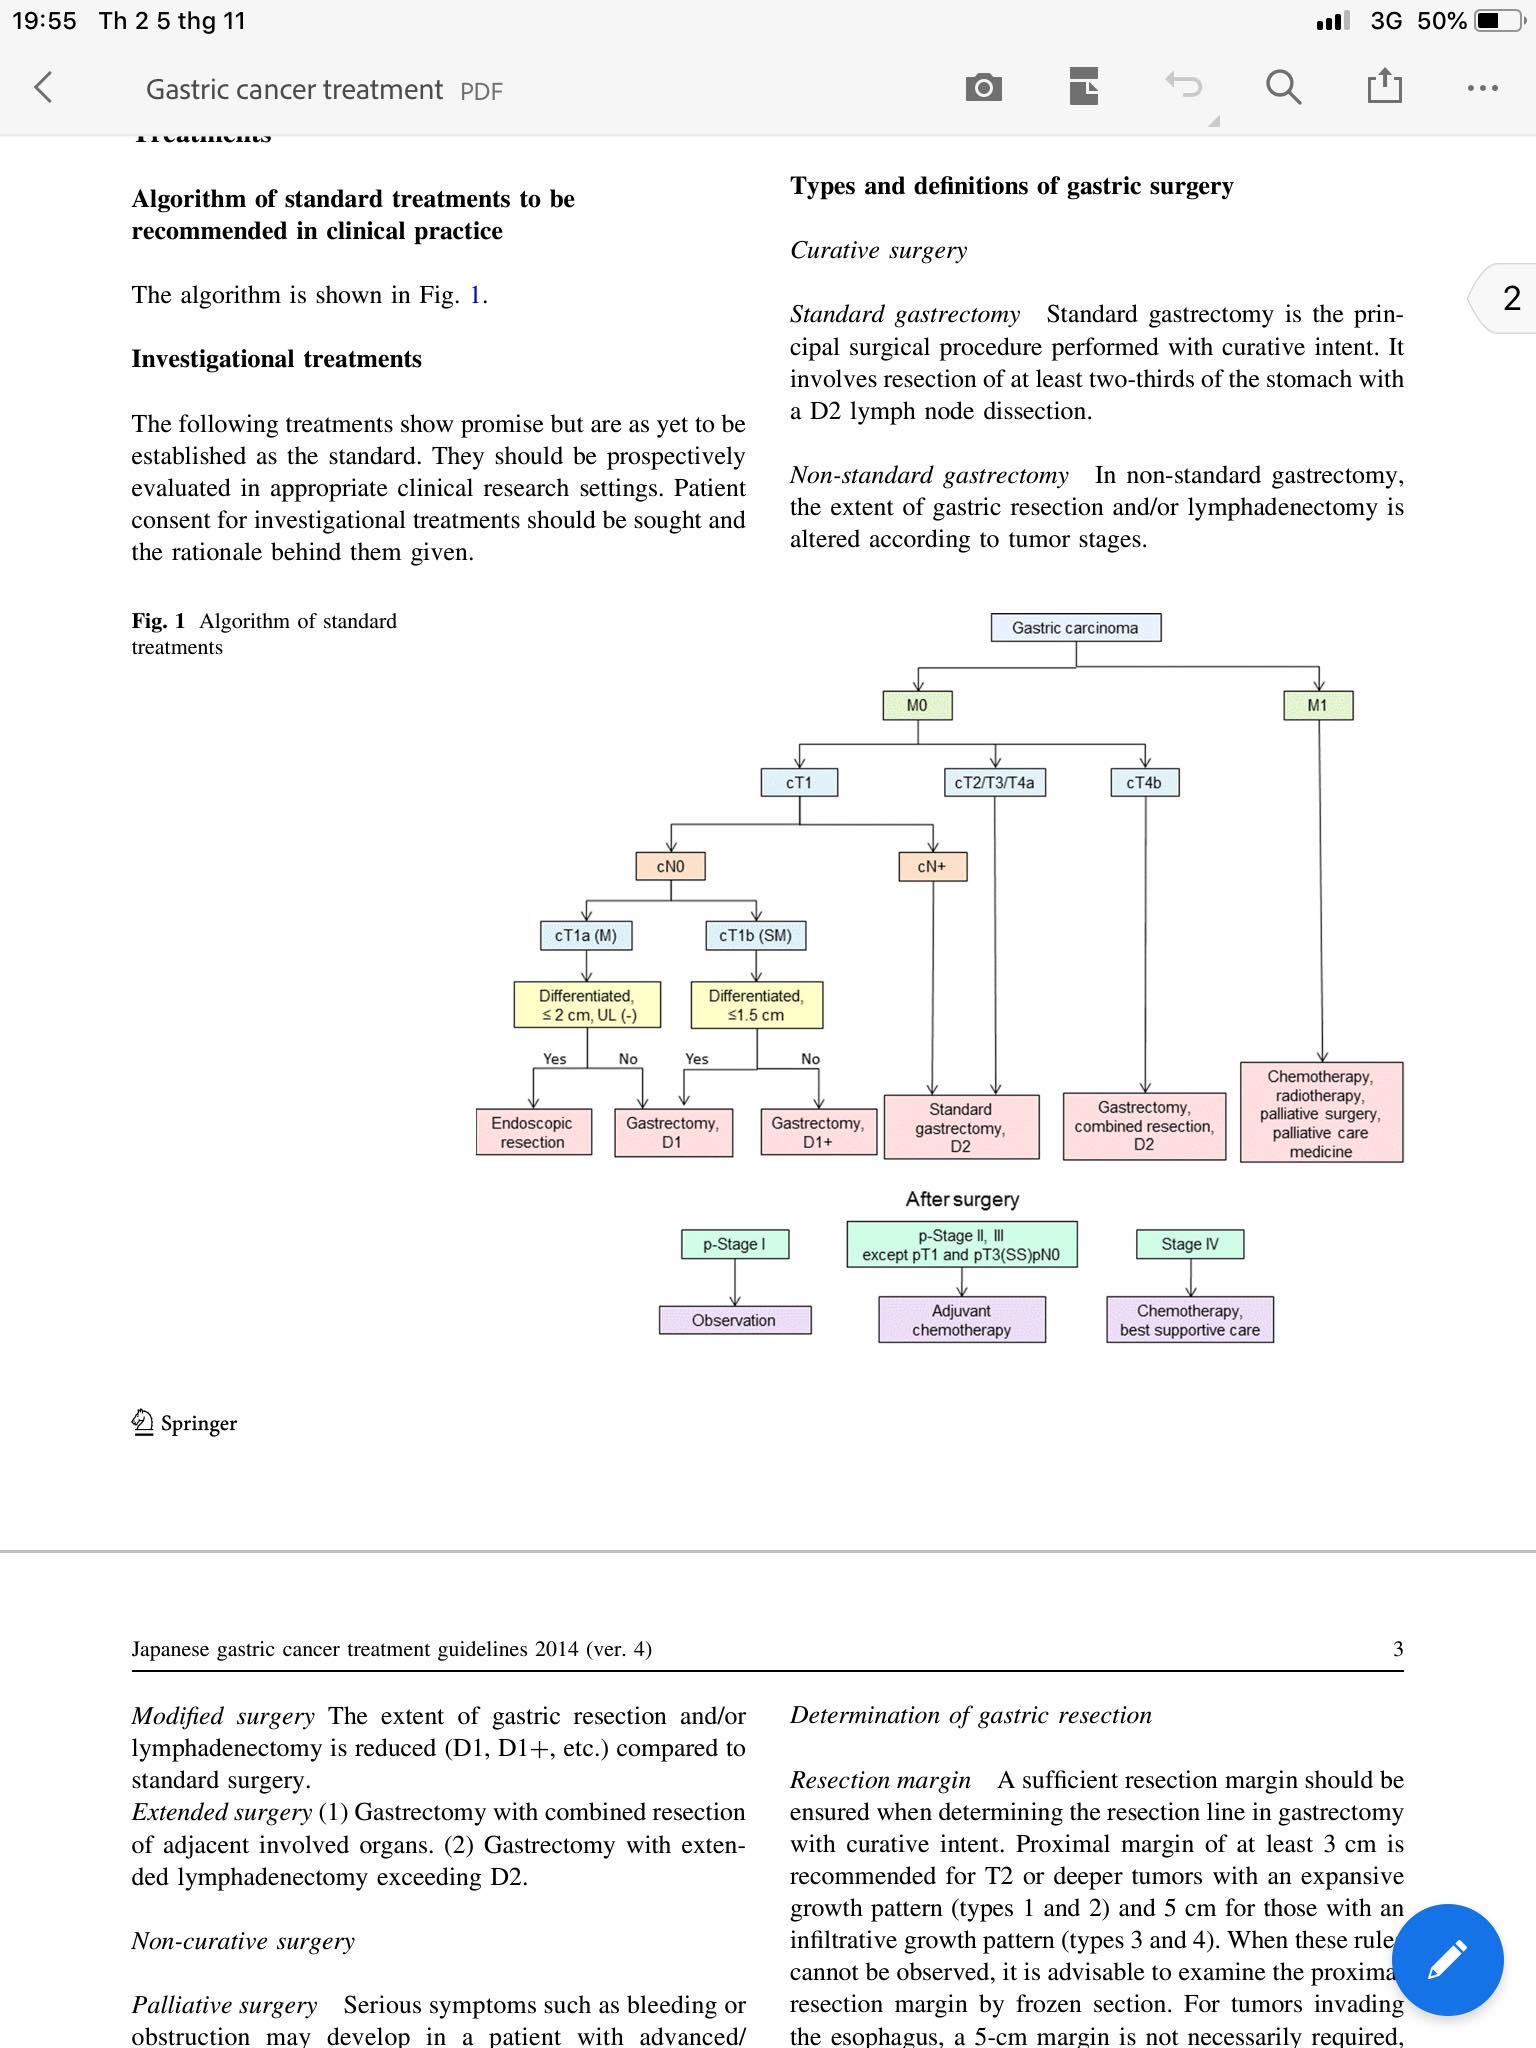 19:55 Th 2 5 thg 11
3G 50%
Gastric cancer treatment PDF
Treatments
Algorithm of standard treatments to be
recommended in clinical practice
The algorithm is shown in Fig. 1.
Investigational treatments
The following treatments show promise but are as yet to be
established as the standard. They should be prospectively
evaluated in appropriate clinical research settings. Patient
consent for investigational treatments should be sought and
the rationale behind them given.
Types and definitions of gastric surgery
Curative surgery
Standard gastrectomy Standard gastrectomy is the prin-
cipal surgical procedure performed with curative intent. It
involves resection of at least two-thirds of the stomach with
a D2 lymph node dissection.
Non-standard gastrectomy In non-standard gastrectomy,
the extent of gastric resection and/or lymphadenectomy is
altered according to tumor stages.
2
Fig. 1 Algorithm of standard
treatments
Gastric carcinoma
M0
M1
cT1
cT2/T3/T4a
cT4b
cN0
cN+
cT1a (M)
cT1b (SM)
Differentiated,
≤ 2 cm, UL (-)
Differentiated,
≤1.5 cm
Yes
No
Yes
No
Endoscopic
resection
Gastrectomy,
D1
Gastrectomy,
D1+
Standard
gastrectomy,
D2
Gastrectomy,
combined resection,
D2
Chemotherapy,
radiotherapy,
palliative surgery,
palliative care
medicine
After surgery
p-Stage I
p-Stage II, III
except pT1 and pT3(SS)pN0
Stage IV
Observation
Adjuvant
chemotherapy
Chemotherapy,
best supportive care
Springer
Japanese gastric cancer treatment guidelines 2014 (ver. 4)
3
Modified surgery The extent of gastric resection and/or
lymphadenectomy is reduced (D1, D1+, etc.) compared to
standard surgery.
Extended surgery (1) Gastrectomy with combined resection
of adjacent involved organs. (2) Gastrectomy with exten-
ded lymphadenectomy exceeding D2.
Non-curative surgery
Palliative surgery Serious symptoms such as bleeding or
obstruction may develop in a patient with advanced/
Determination of gastric resection
Resection margin A sufficient resection margin should be
ensured when determining the resection line in gastrectomy
with curative intent. Proximal margin of at least 3 cm is
recommended for T2 or deeper tumors with an expansive
growth pattern (types 1 and 2) and 5 cm for those with an
infiltrative growth pattern (types 3 and 4). When these rule
cannot be observed, it is advisable to examine the proxima
resection margin by frozen section. For tumors invading
the esophagus, a 5-cm margin is not necessarily required,